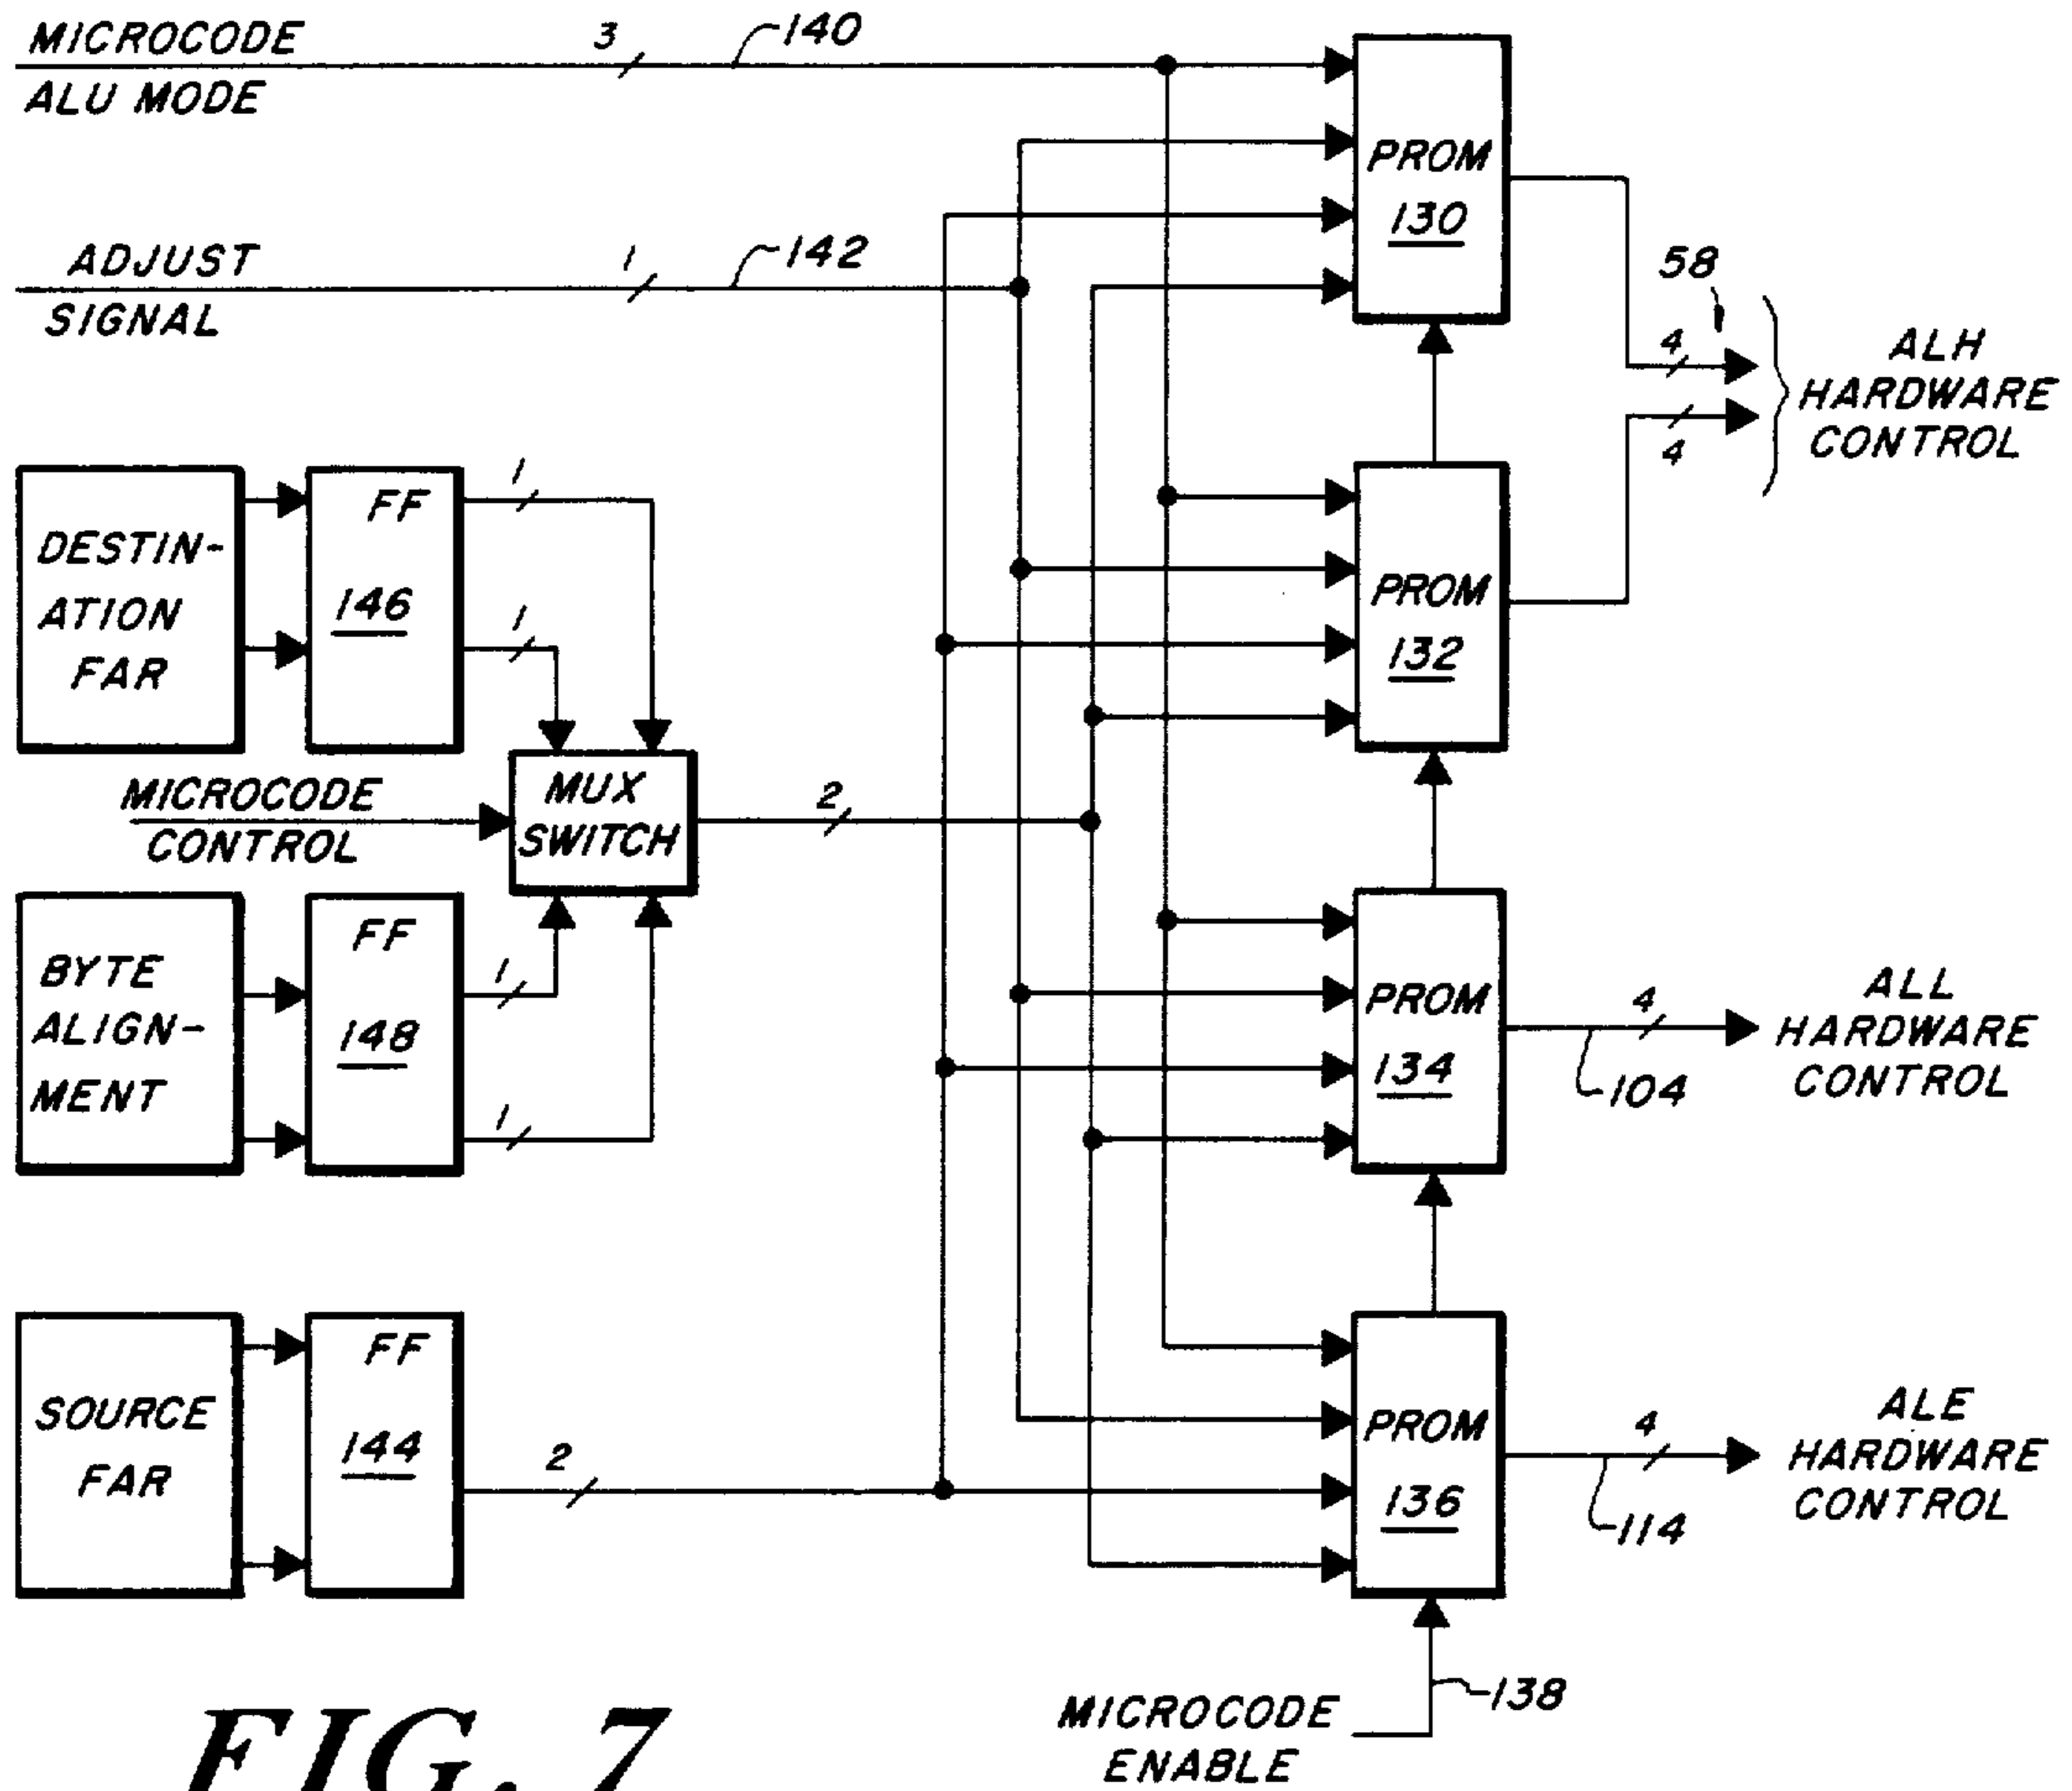 MICROCODE
ALU MODE
3
140
ADJUST
SIGNAL
1
142
DESTIN-
ATION
FAR
FF
146
1
1
MICROCODE
CONTROL
MUX
SWITCH
2
BYTE
ALIGN-
MENT
FF
148
1
1
SOURCE
FAR
FF
144
2
PROM
130
PROM
132
PROM
134
PROM
136
58
4
4
ALH
HARDWARE
CONTROL
4
104
ALL
HARDWARE
CONTROL
4
114
ALE
HARDWARE
CONTROL
138
MICROCODE
ENABLE
FIG. 7